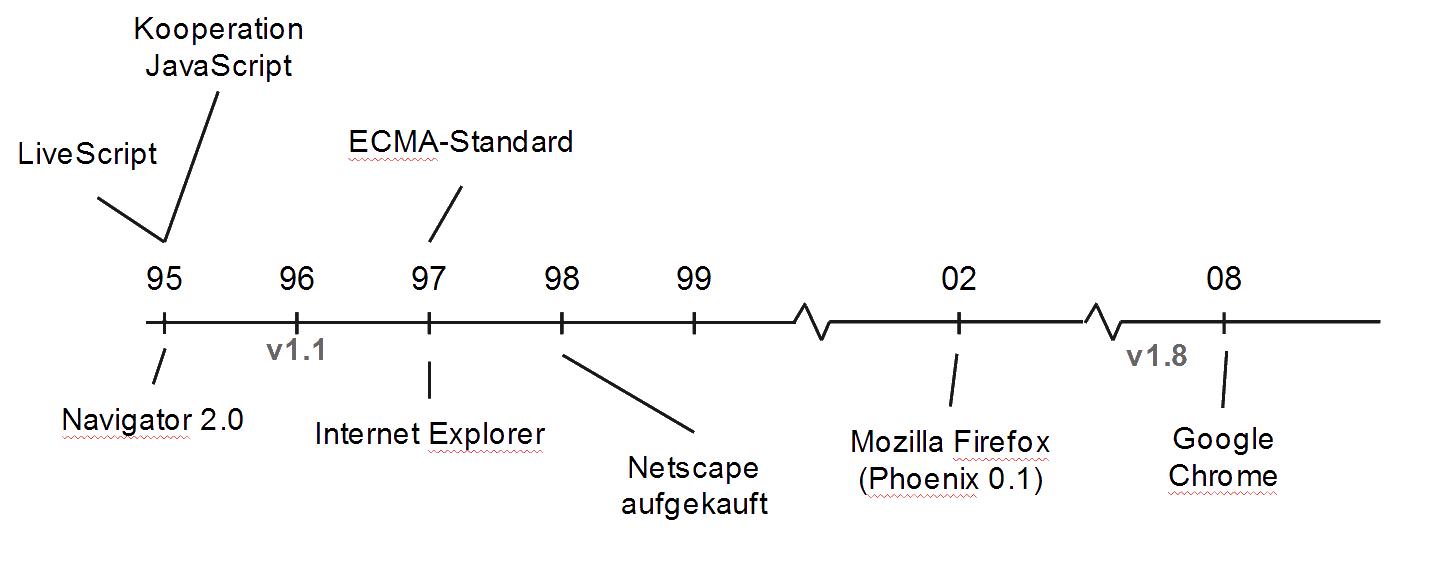 Kooperation
JavaScript
LiveScript
ECMA-Standard
95 96 97 98 99 02 08
v1.1 v1.8
Navigator 2.0
Internet Explorer
Netscape
aufgekauft
Mozilla Firefox
(Phoenix 0.1)
Google
Chrome